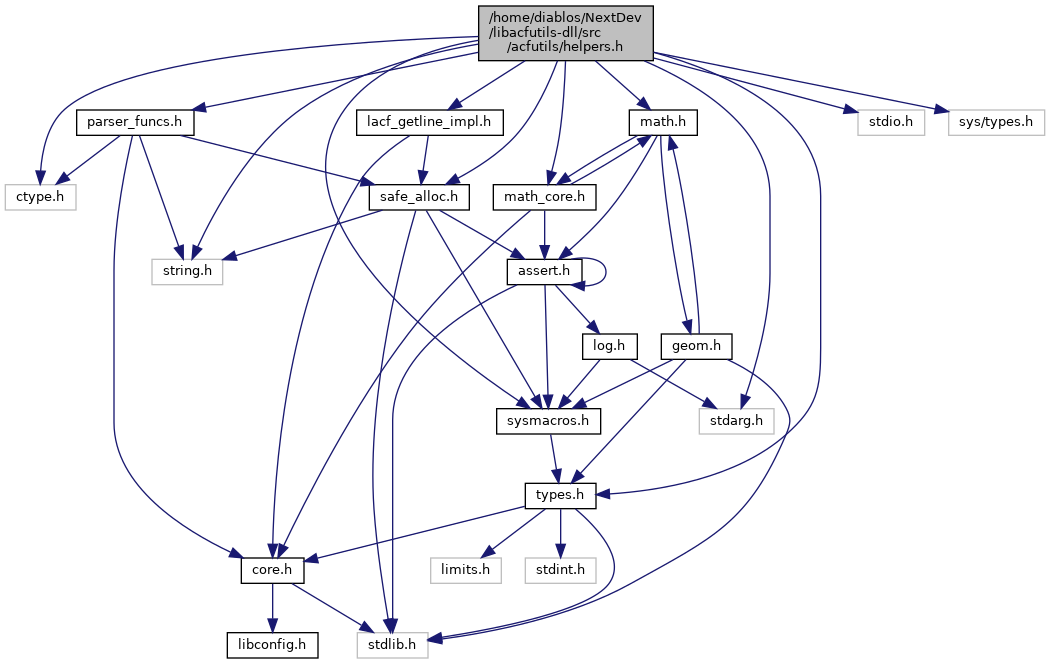 /home/diablos/NextDev
/libacfutils-dll/src
/acfutils/helpers.h
parser_funcs.h
lacf_getline_impl.h
math.h
stdio.h
sys/types.h
ctype.h
safe_alloc.h
math_core.h
string.h
assert.h
log.h
geom.h
sysmacros.h
stdarg.h
types.h
core.h
limits.h
stdint.h
libconfig.h
stdlib.h